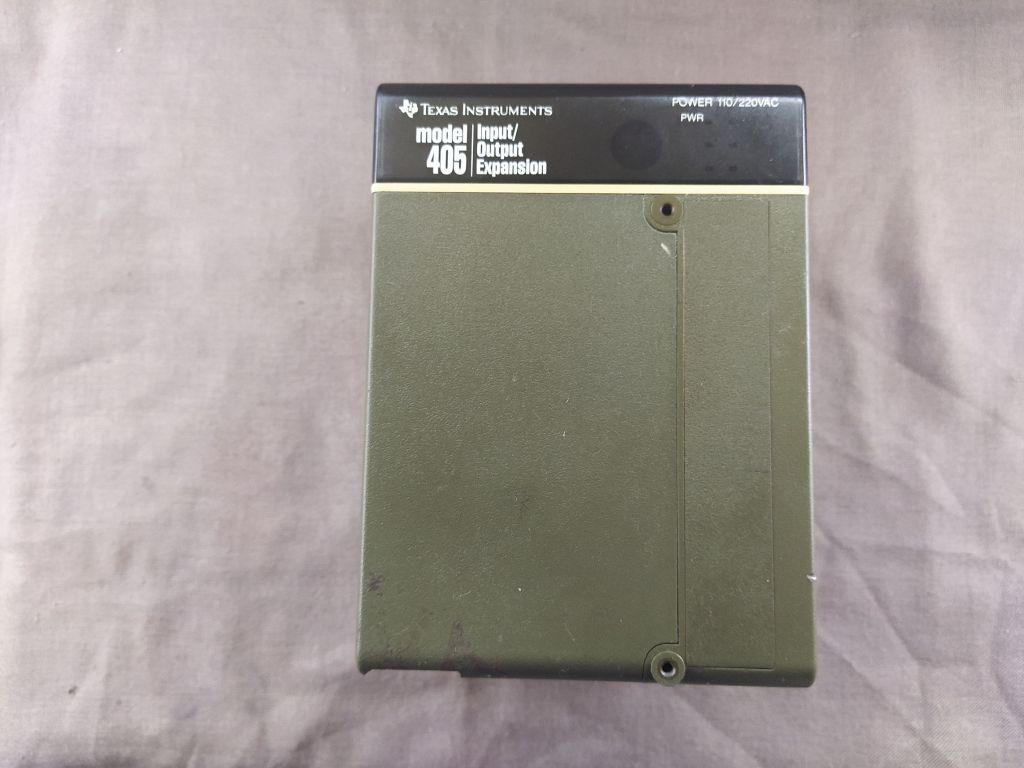 TEXAS INSTRUMENTS
POWER 110/220VAC
PWR
model
405
Input/
Output
Expansion